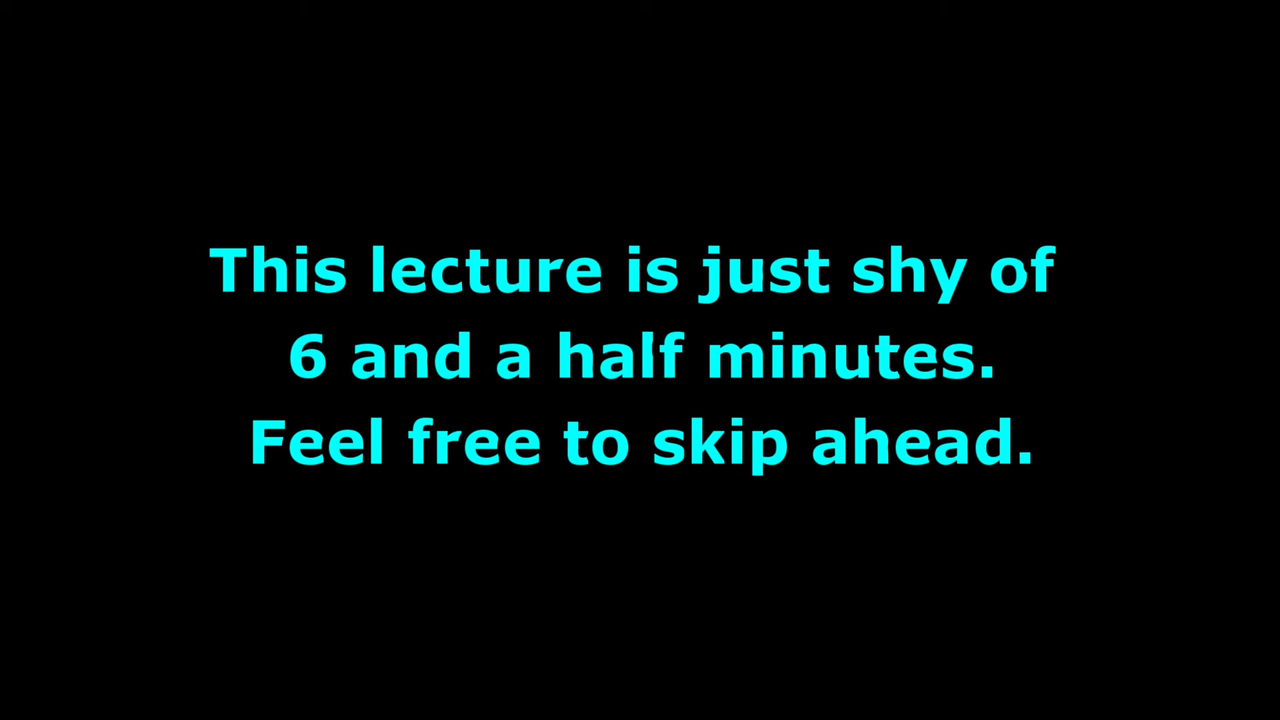 This lecture is just shy of
6 and a half minutes.
Feel free to skip ahead.